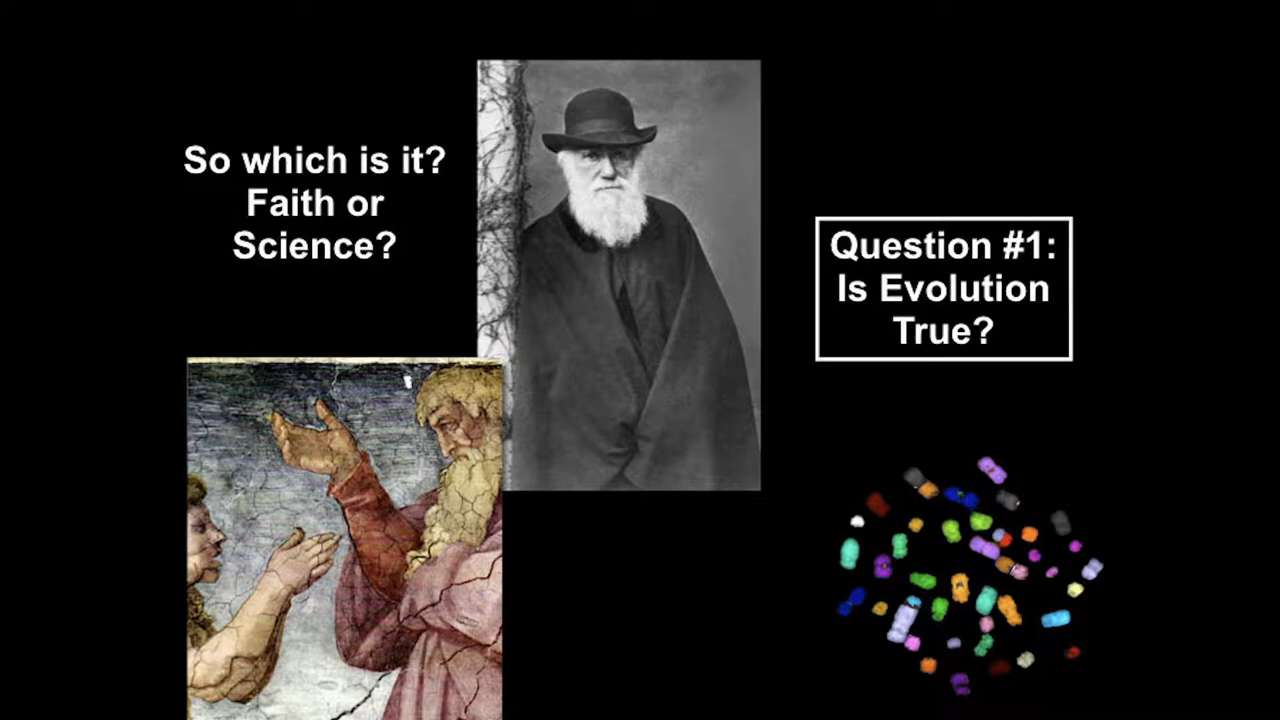 So which is it?
Faith or
Science?
Question #1:
Is Evolution
True?